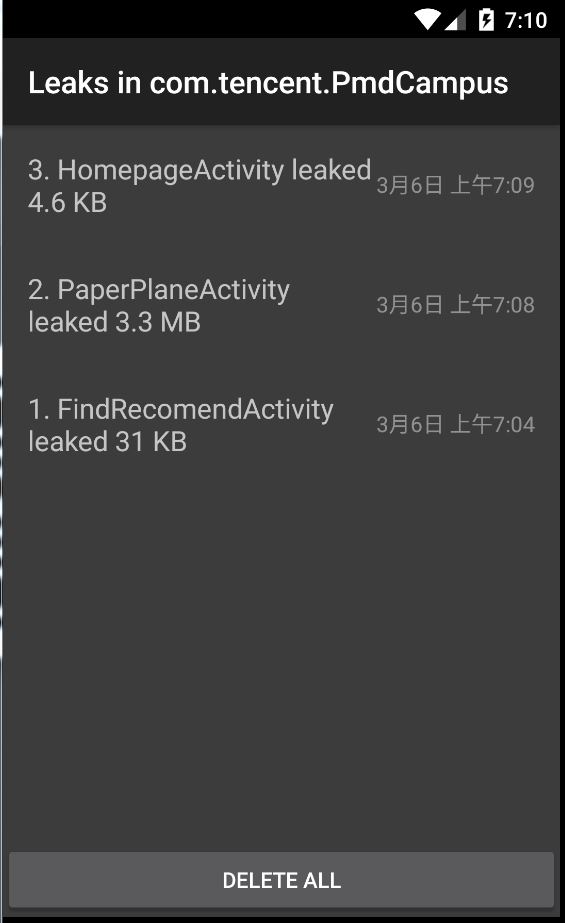 7:10
Leaks in com.tencent.PmdCampus
3. HomepageActivity leaked
4.6 KB
3月6日 上午7:09
2. PaperPlaneActivity
leaked 3.3 MB
3月6日 上午7:08
1. FindRecomendActivity
leaked 31 KB
3月6日 上午7:04
DELETE ALL